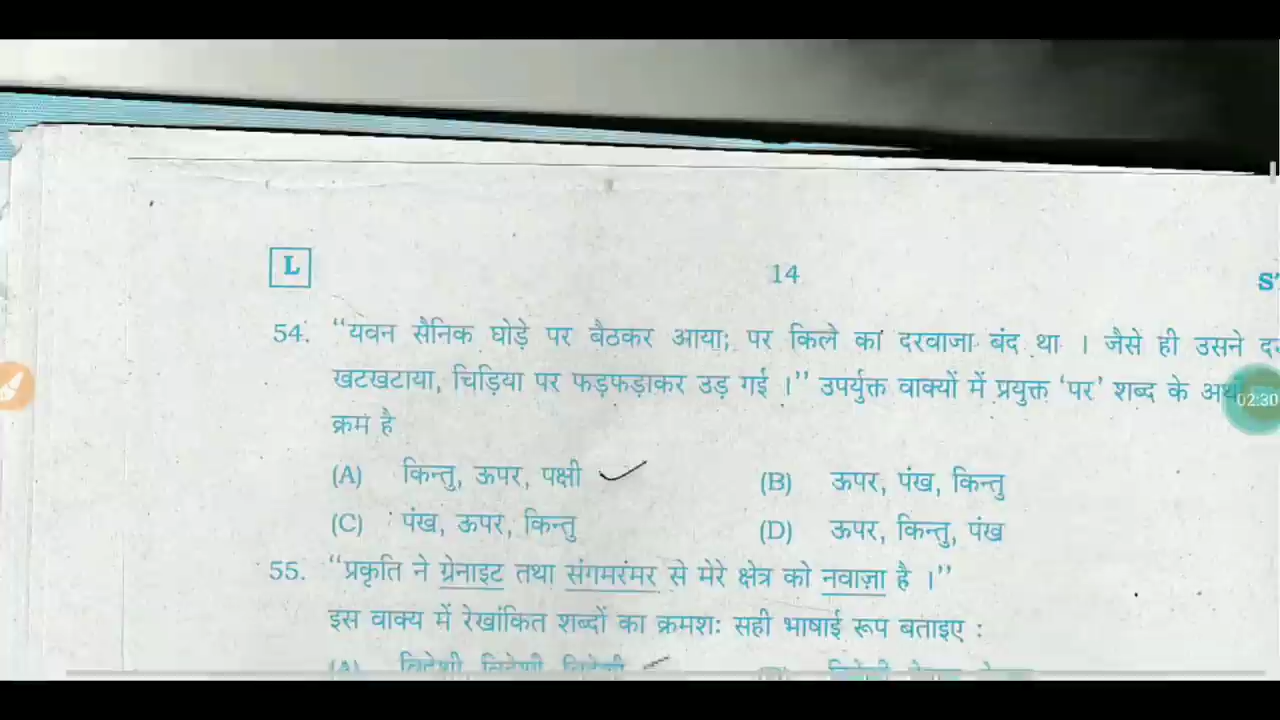 L
14
54. “यवन सैनिक घोड़े पर बैठकर आया; पर किले का दरवाजा बंद था । जैसे ही उसने
खटखटाया, चिड़िया पर फड़फड़ाकर उड़ गई ।” उपर्युक्त वाक्यों में प्रयुक्त ‘पर’ शब्द के
02:30
क्रम है
(A) किन्तु, ऊपर, पक्षी (B) ऊपर, पंख, किन्तु
(C) पंख, ऊपर, किन्तु (D) ऊपर, किन्तु, पंख
55. “प्रकृति ने ग्रेनाइट तथा संगमरमर से मेरे क्षेत्र को नवाज़ा है ।”
इस वाक्य में रेखांकित शब्दों का क्रमशः सही भाषाई रूप बताइए :